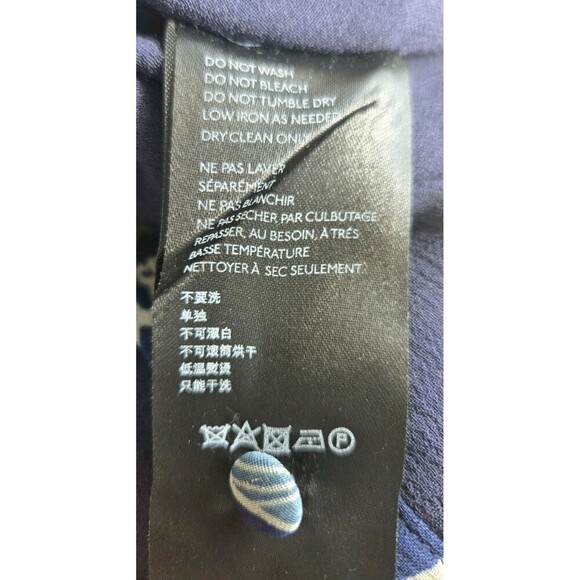 DO NOT WASH
DO NOT BLEACH
DO NOT TUMBLE DRY
LOW IRON AS NEEDED
DRY CLEAN ONLY
NE PAS LAVER
SÉPARÉMENT
NE PAS BLANCHIR
NE PAS SECHER PAR CULBUTAGE
REPASSER, AU BESOIN, À TRÉS
BASSE TEMPÉRATURE
NETTOYER À SEC SEULEMENT
不要洗
单独
不可漂白
不可滚筒烘干
低温熨烫
只能干洗
P